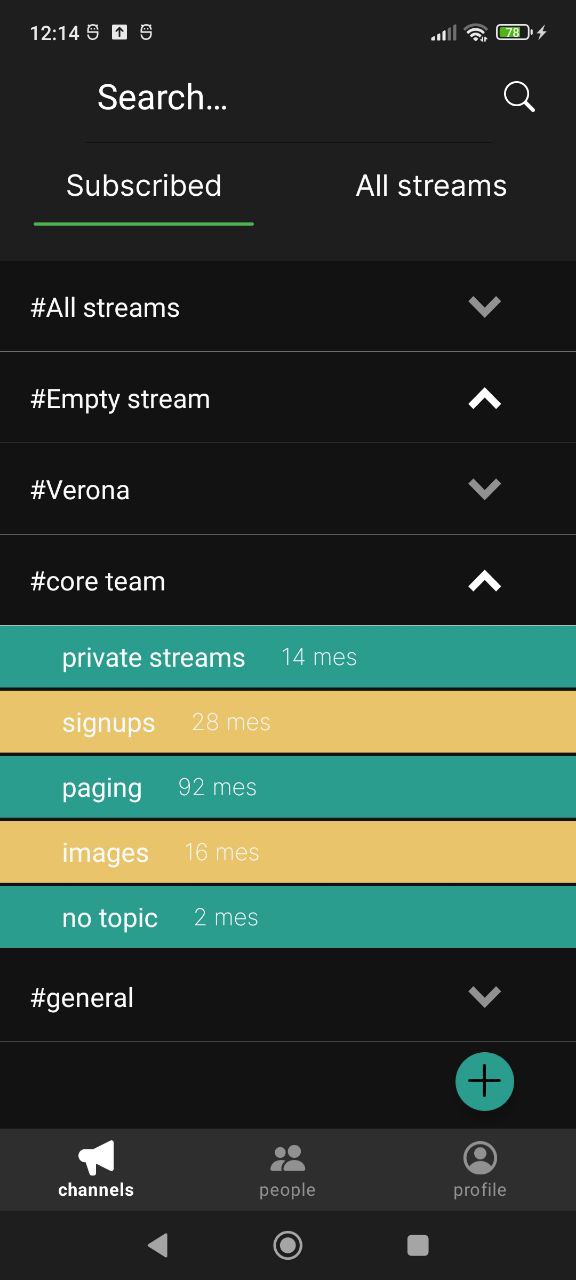 12:14
78
Search...
Subscribed All streams
#All streams
#Empty stream
#Verona
#core team
private streams 14 mes
signups 28 mes
paging 92 mes
images 16 mes
no topic 2 mes
#general
channels people profile